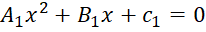 A₁x² + B₁x + c₁ = 0